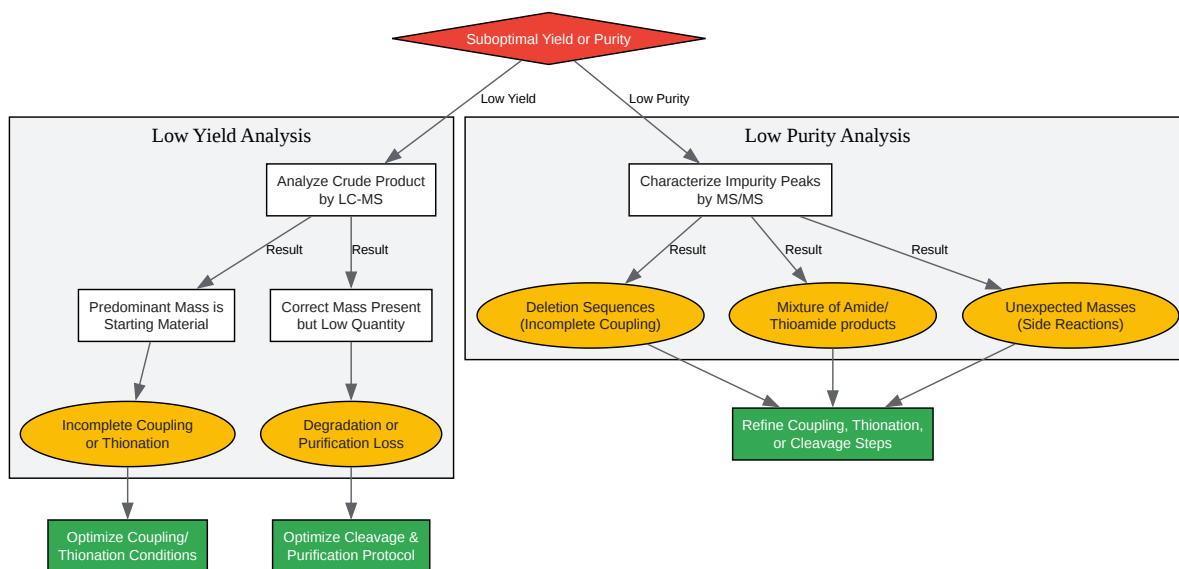 Suboptimal Yield or Purity
Low Yield
Low Purity
Low Yield Analysis
Analyze Crude Product
by LC-MS
Result
Result
Predominant Mass is
Starting Material
Correct Mass Present
but Low Quantity
Incomplete Coupling
or Thionation
Degradation or
Purification Loss
Optimize Coupling/
Thionation Conditions
Optimize Cleavage &
Purification Protocol
Low Purity Analysis
Characterize Impurity Peaks
by MS/MS
Result
Result
Result
Deletion Sequences
(Incomplete Coupling)
Mixture of Amide/
Thioamide products
Unexpected Masses
(Side Reactions)
Refine Coupling, Thionation,
or Cleavage Steps